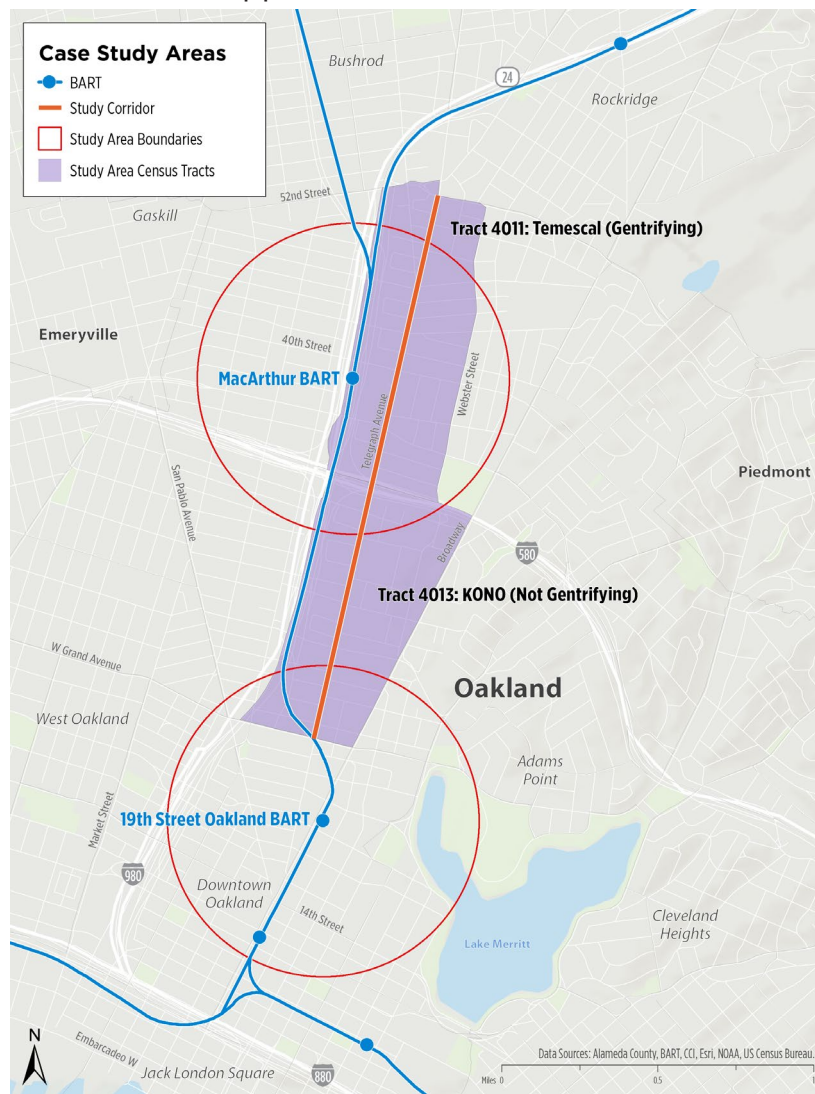 Case Study Areas
BART
Study Corridor
Study Area Boundaries
Study Area Census Tracts
Bushrod
24
Rockridge
52nd Street
Gaskill
Tract 4011: Temescal (Gentrifying)
Emeryville
40th Street
MacArthur BART
Webster Street
Telegraph Avenue
San Pablo Avenue
Piedmont
Broadway
580
Tract 4013: KONO (Not Gentrifying)
W Grand Avenue
Oakland
West Oakland
Adams
Point
Market Street
19th Street Oakland BART
980
Downtown
Oakland
14th Street
Cleveland
Heights
Lake Merritt
N
Embarcadero W
Jack London Square
880
Data Sources: Alameda County, BART, CCI, Esri, NOAA, US Census Bureau.
Miles 0 0.5 1